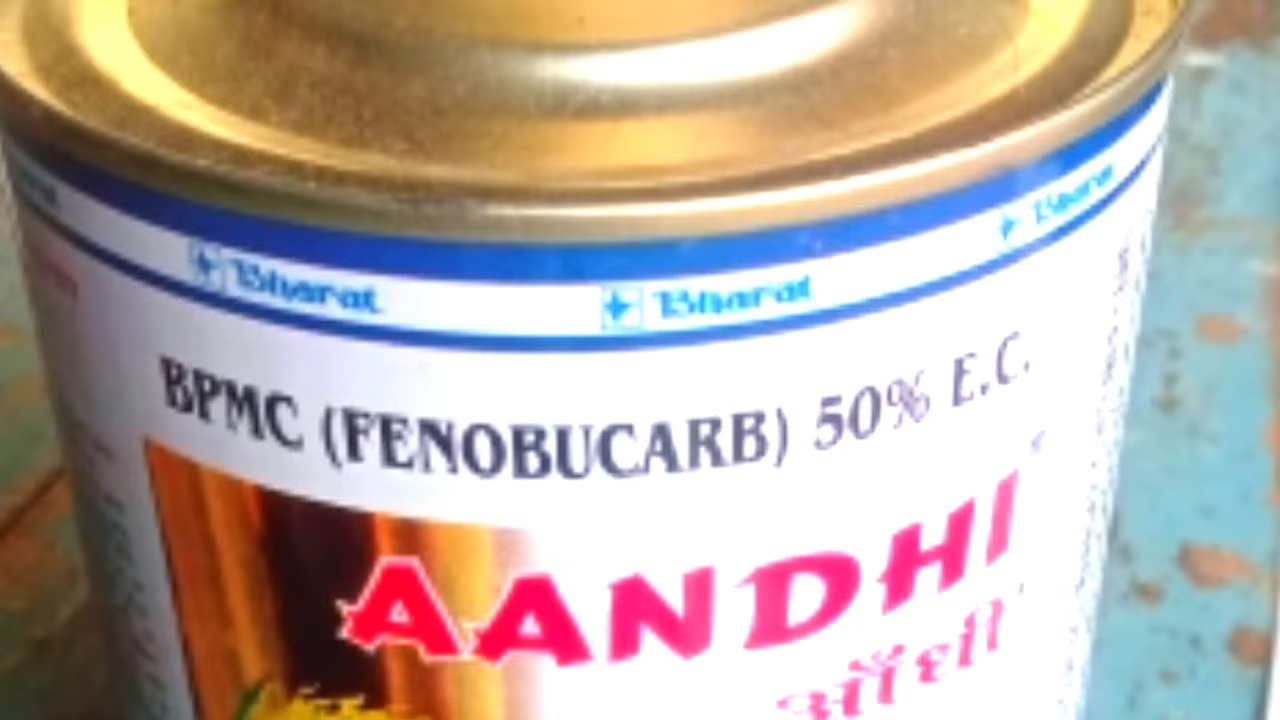 Bharat Bharat Bharat
BPMC (FENOBUCARB) 50% E.C.
AANDHI
આઁધી